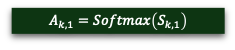 A_{k,1} = Softmax(S_{k,1})